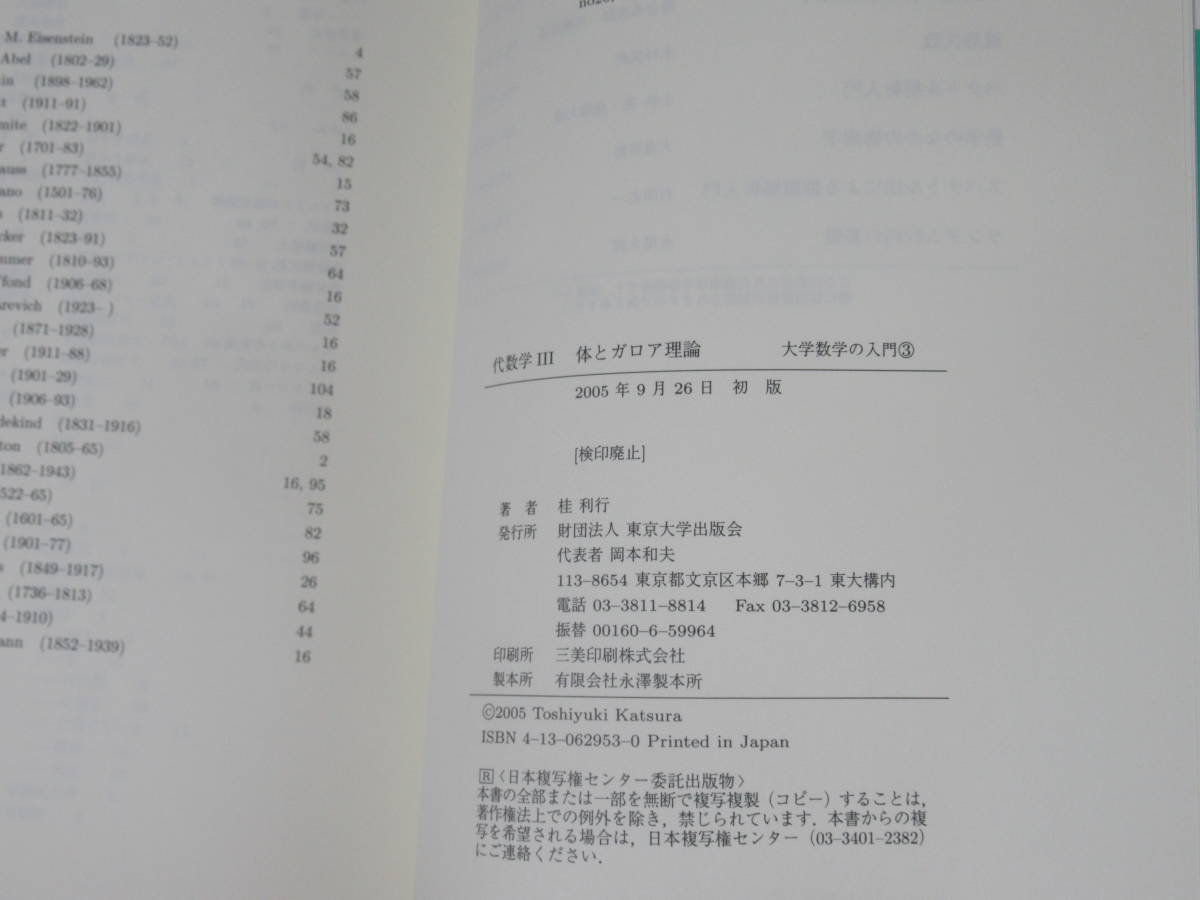 M. Eisenstein (1823–52)
4
Abel (1802–29)
57
(1898–1962)
58
(1911–91)
86
(1822–1901)
16
(1701–83)
54, 82
(1777–1855)
15
(1501–76)
73
(1811–32)
32
(1823–91)
57
(1810–93)
64
(1906–68)
16
(1923– )
52
(1871–1928)
16
(1911–88)
16
(1901–29)
104
(1906–93)
18
(1831–1916)
58
(1805–65)
2
1862–1943)
16, 95
522–65)
75
(1601–65)
82
(1901–77)
96
(1849–1917)
26
(1736–1813)
64
4–1910)
44
(1852–1939)
16
代数学 III 体とガロア理論 大学数学の入門③
2005 年 9 月 26 日 初 版
[検印廃止]
著 者 桂 利行
発行所 財団法人 東京大学出版会
代表者 岡本和夫
113–8654 東京都文京区本郷 7–3–1 東大構内
電話 03–3811–8814 Fax 03–3812–6958
振替 00160–6–59964
印刷所 三美印刷株式会社
製本所 有限会社永澤製本所
©2005 Toshiyuki Katsura
ISBN 4–13–062953–0 Printed in Japan
R〈日本複写権センター委託出版物〉
本書の全部または一部を無断で複写複製（コピー）することは，
著作権法上での例外を除き，禁じられています．本書からの複
写を希望される場合は，日本複写権センター（03–3401–2382）
にご連絡ください．